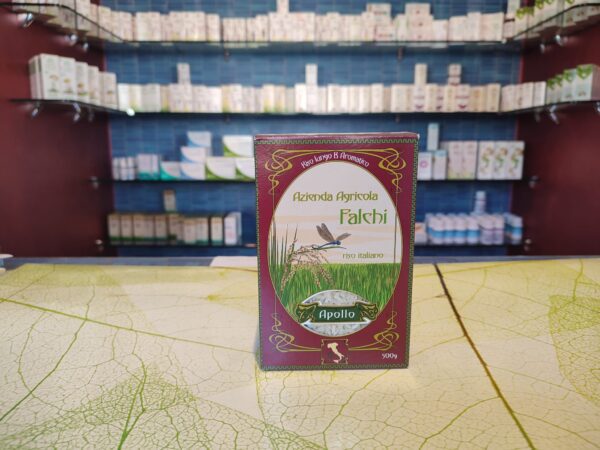 Riso lungo B Aromatico
Azienda Agricola
Falchi
riso italiano
Apollo
500g